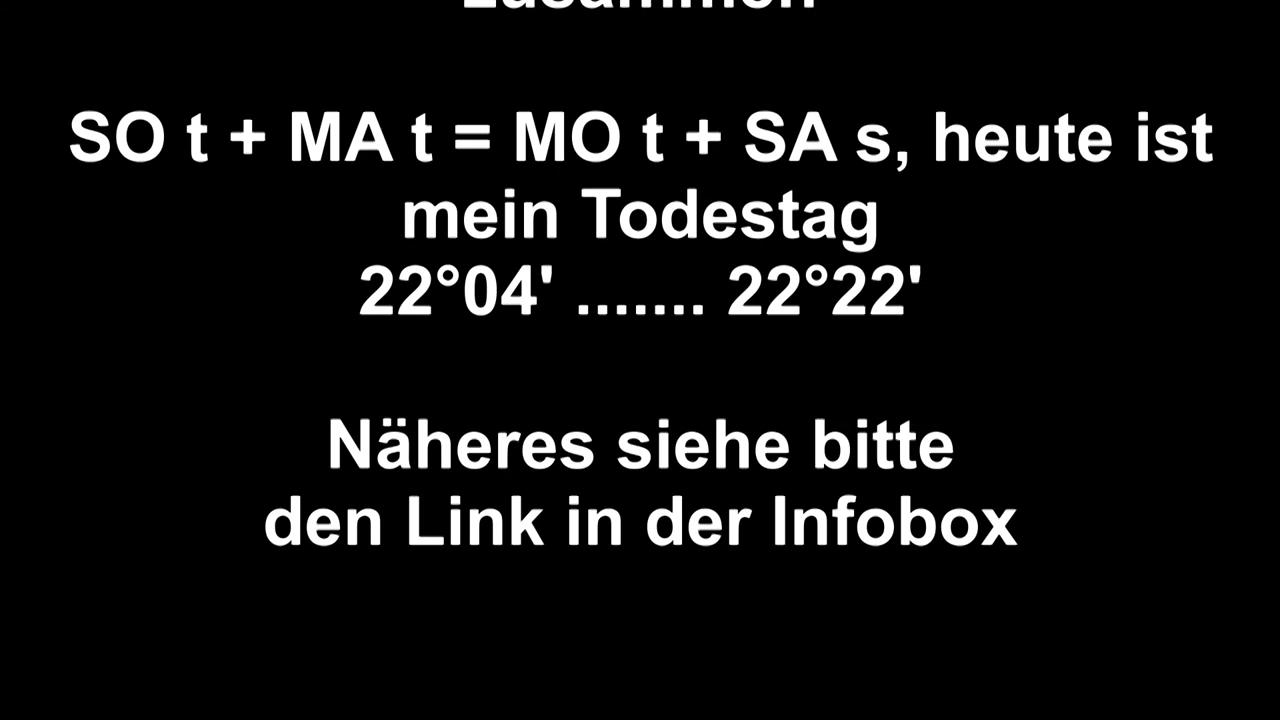 zusammen
SO t + MA t = MO t + SA s, heute ist
mein Todestag
22°04' ....... 22°22'
Näheres siehe bitte
den Link in der Infobox